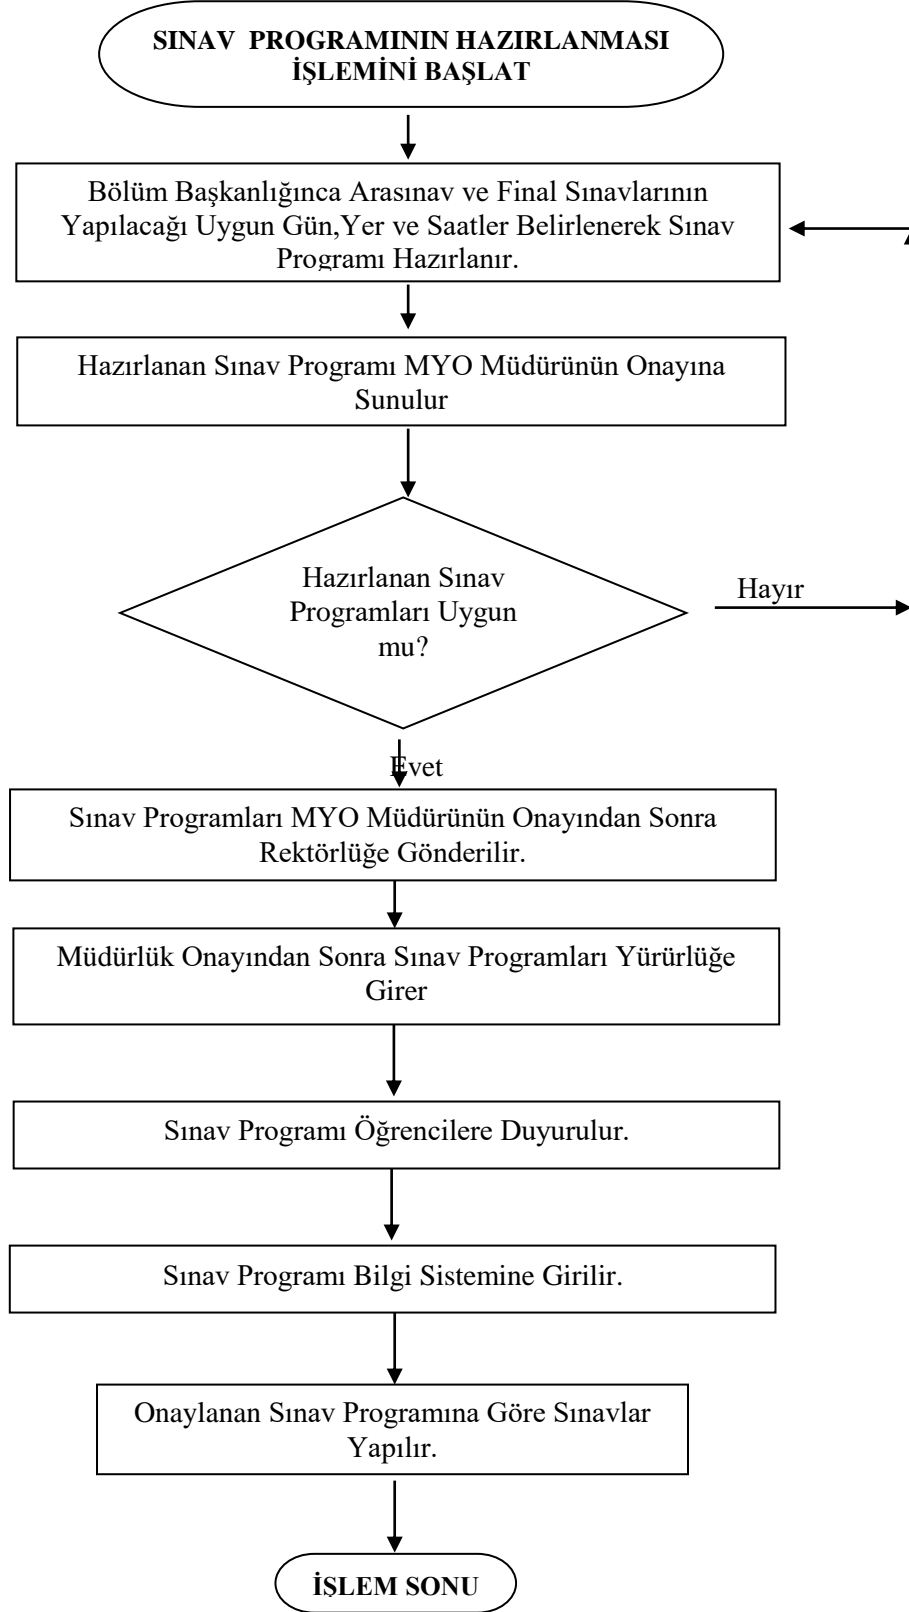 SINAV PROGRAMININ HAZIRLANMASI
İŞLEMİNİ BAŞLAT
Bölüm Başkanlığınca Arasınav ve Final Sınavlarının
Yapılacağı Uygun Gün,Yer ve Saatler Belirlenerek Sınav
Programı Hazırlanır.
Hazırlanan Sınav Programı MYO Müdürünün Onayına
Sunulur
Hazırlanan Sınav
Programları Uygun
mu?
Hayır
Evet
Sınav Programları MYO Müdürünün Onayından Sonra
Rektörlüğe Gönderilir.
Müdürlük Onayından Sonra Sınav Programları Yürürlüğe
Girer
Sınav Programı Öğrencilere Duyurulur.
Sınav Programı Bilgi Sistemine Girilir.
Onaylanan Sınav Programına Göre Sınavlar
Yapılır.
İŞLEM SONU